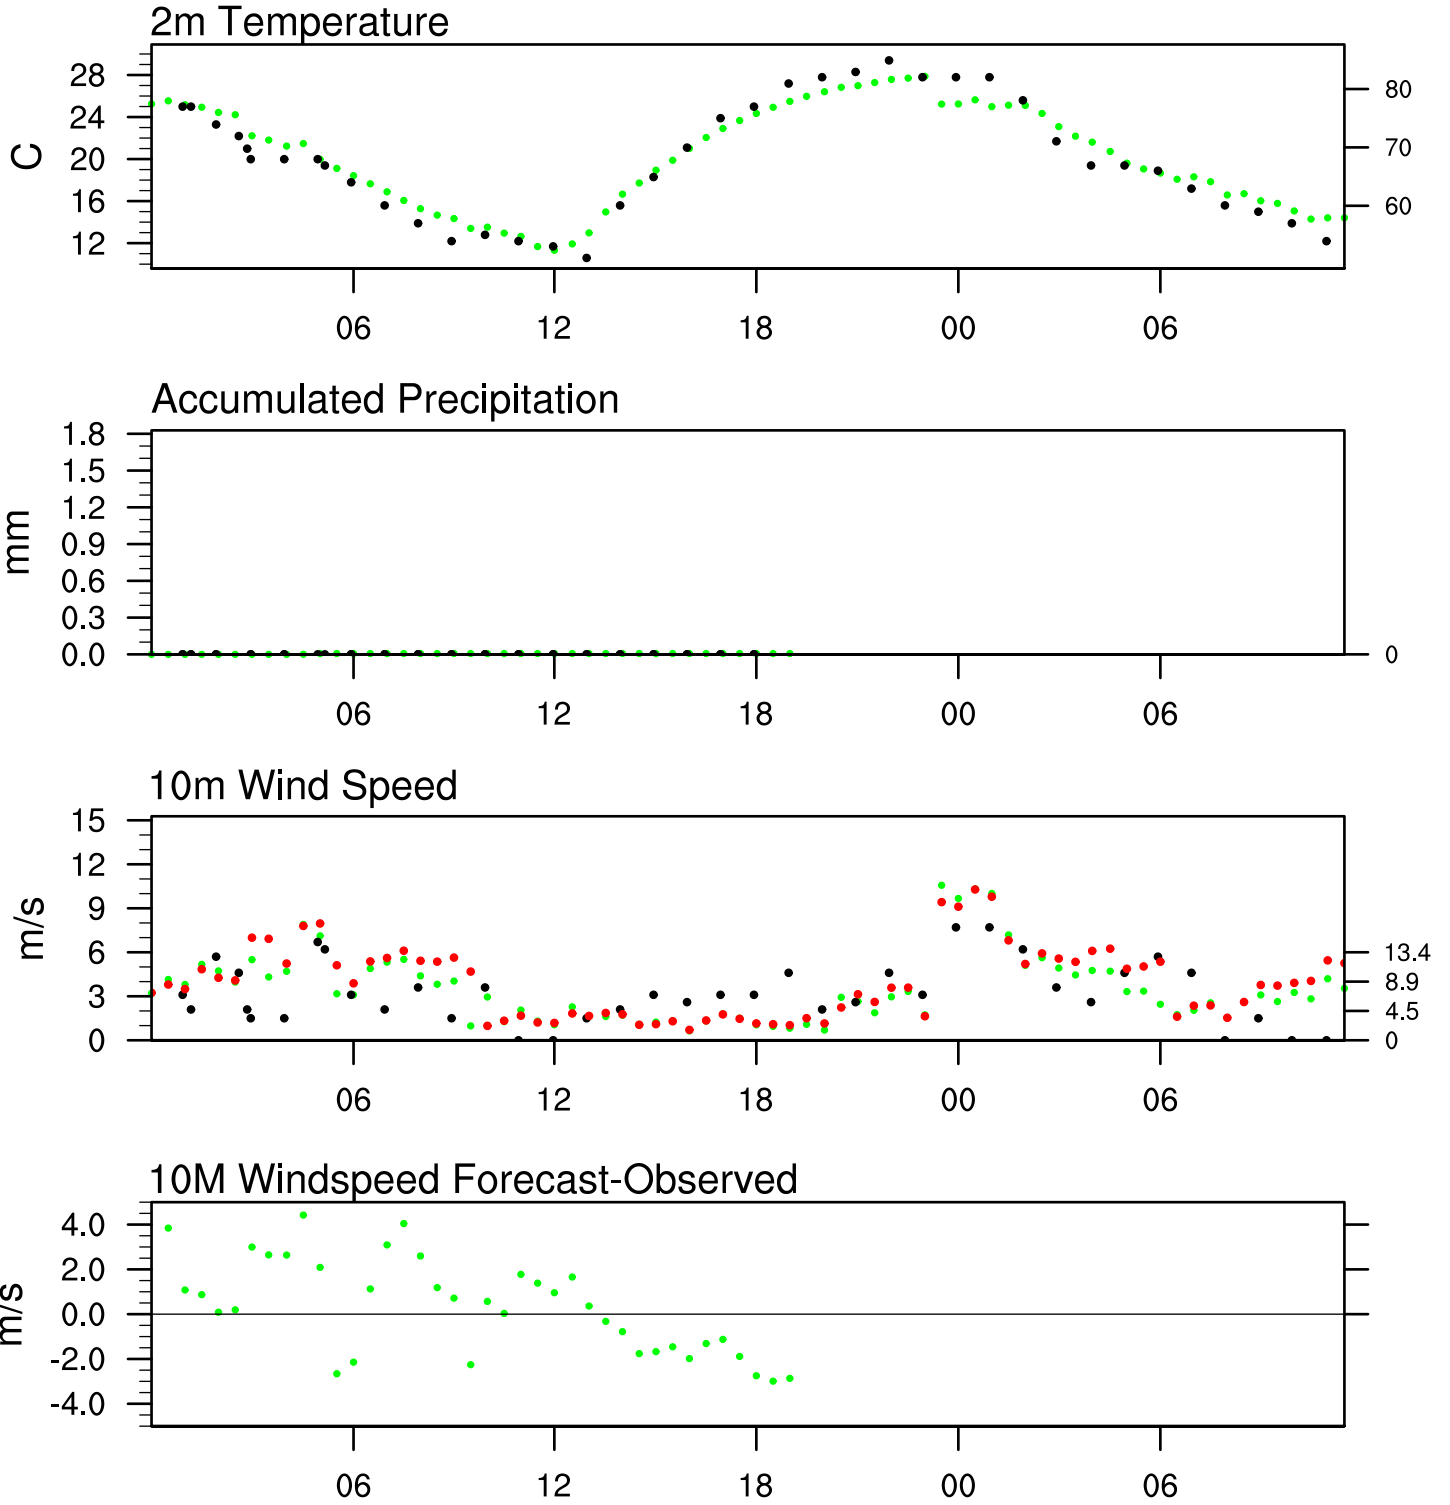 2m Temperature
28
24
20
16
12
C
80
70
60
06 12 18 00 06
Accumulated Precipitation
1.8
1.5
1.2
0.9
0.6
0.3
0.0
mm
0
06 12 18 00 06
10m Wind Speed
15
12
9
6
3
0
m/s
13.4
8.9
4.5
0
06 12 18 00 06
10M Windspeed Forecast-Observed
4.0
2.0
0.0
-2.0
-4.0
m/s
06 12 18 00 06